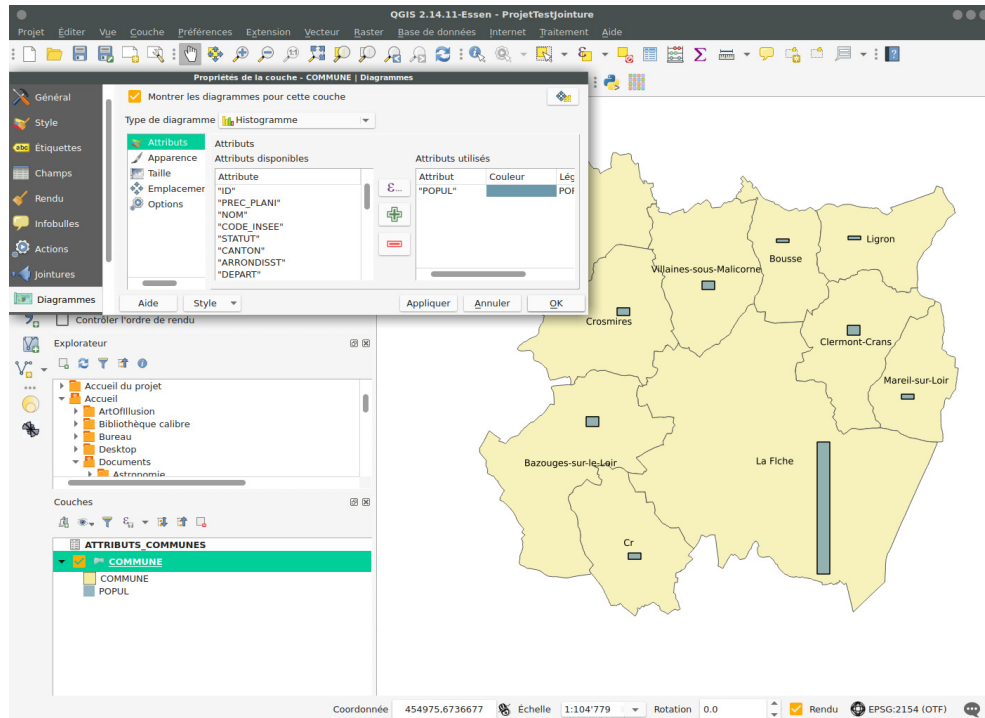 QGIS 2.14.11-Essen - ProjetTestJointure
Projet Éditer Vue Couche Préférences Extension Vecteur Raster Base de données Internet Traitement Aide
Propriétés de la couche - COMMUNE | Diagrammes
Général
Style
abc Étiquettes
Champs
Rendu
Infobulles
Actions
Jointures
Diagrammes
Montrer les diagrammes pour cette couche
Type de diagramme Histogramme
Attributs
Apparence
Taille
Emplacemer
Options
Attributs
Attributs disponibles
Attribute
"ID"
"PREC_PLANI"
"NOM"
"CODE_INSEE"
"STATUT"
"CANTON"
"ARRONDISST"
"DEPART"
ε...
Attributs utilisés
Attribut Couleur Lég
"POPUL" POF
Aide Style Appliquer Annuler OK
Contrôler l'ordre de rendu
Explorateur
Accueil du projet
Accueil
ArtOfIllusion
Bibliothèque calibre
Bureau
Desktop
Documents
Astronomie
Couches
ATTRIBUTS_COMMUNES
COMMUNE
COMMUNE
POPUL
Ligron
Bousse
Villaines-sous-Malicorne
Crosmires
Clermont-Crans
Mareil-sur-Loir
Bazouges-sur-le-Loir
La Flche
Cr
Coordonnée 454975,6736677 Échelle 1:104'779 Rotation 0.0 Rendu EPSG:2154 (OTF)